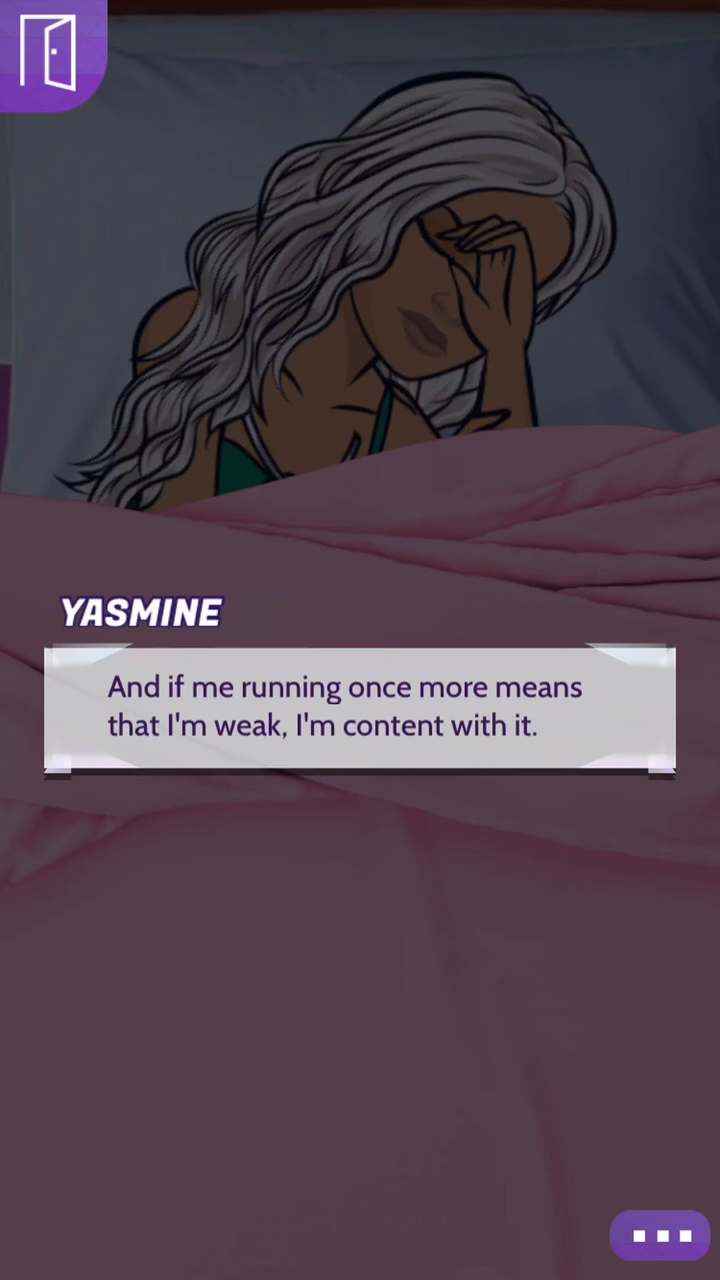 YASMINE
And if me running once more means
that I'm weak, I'm content with it.